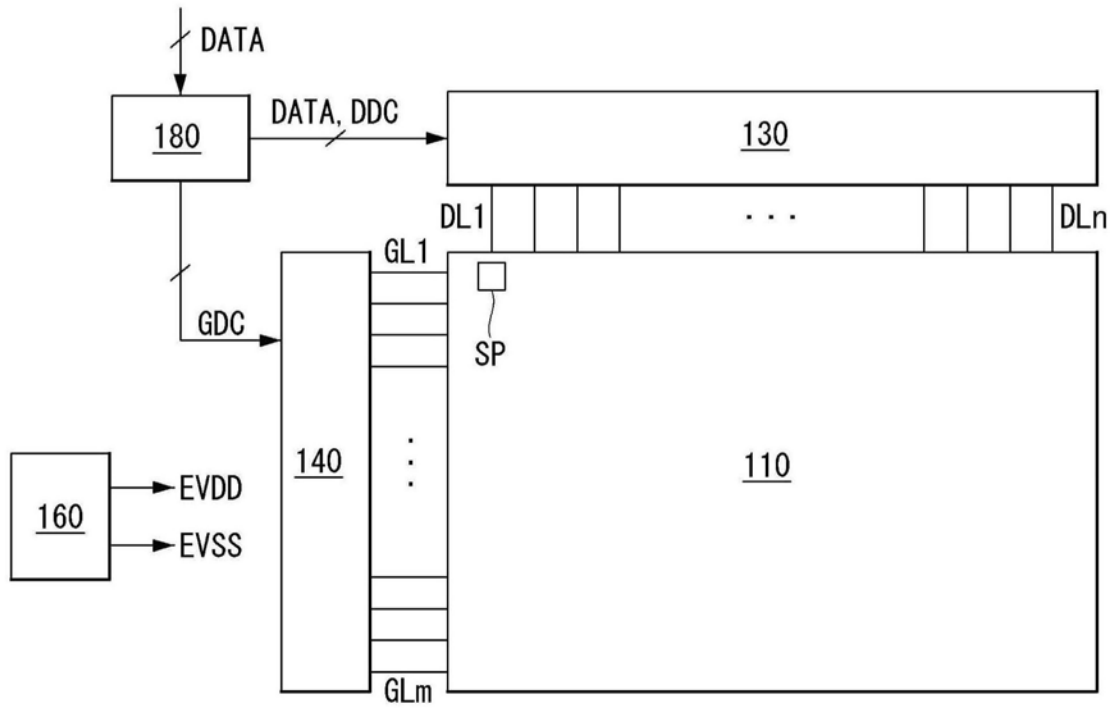 DATA
180
DATA, DDC
130
DL1
...
DLn
GL1
GDC
SP
140
110
160
EVDD
EVSS
GLm